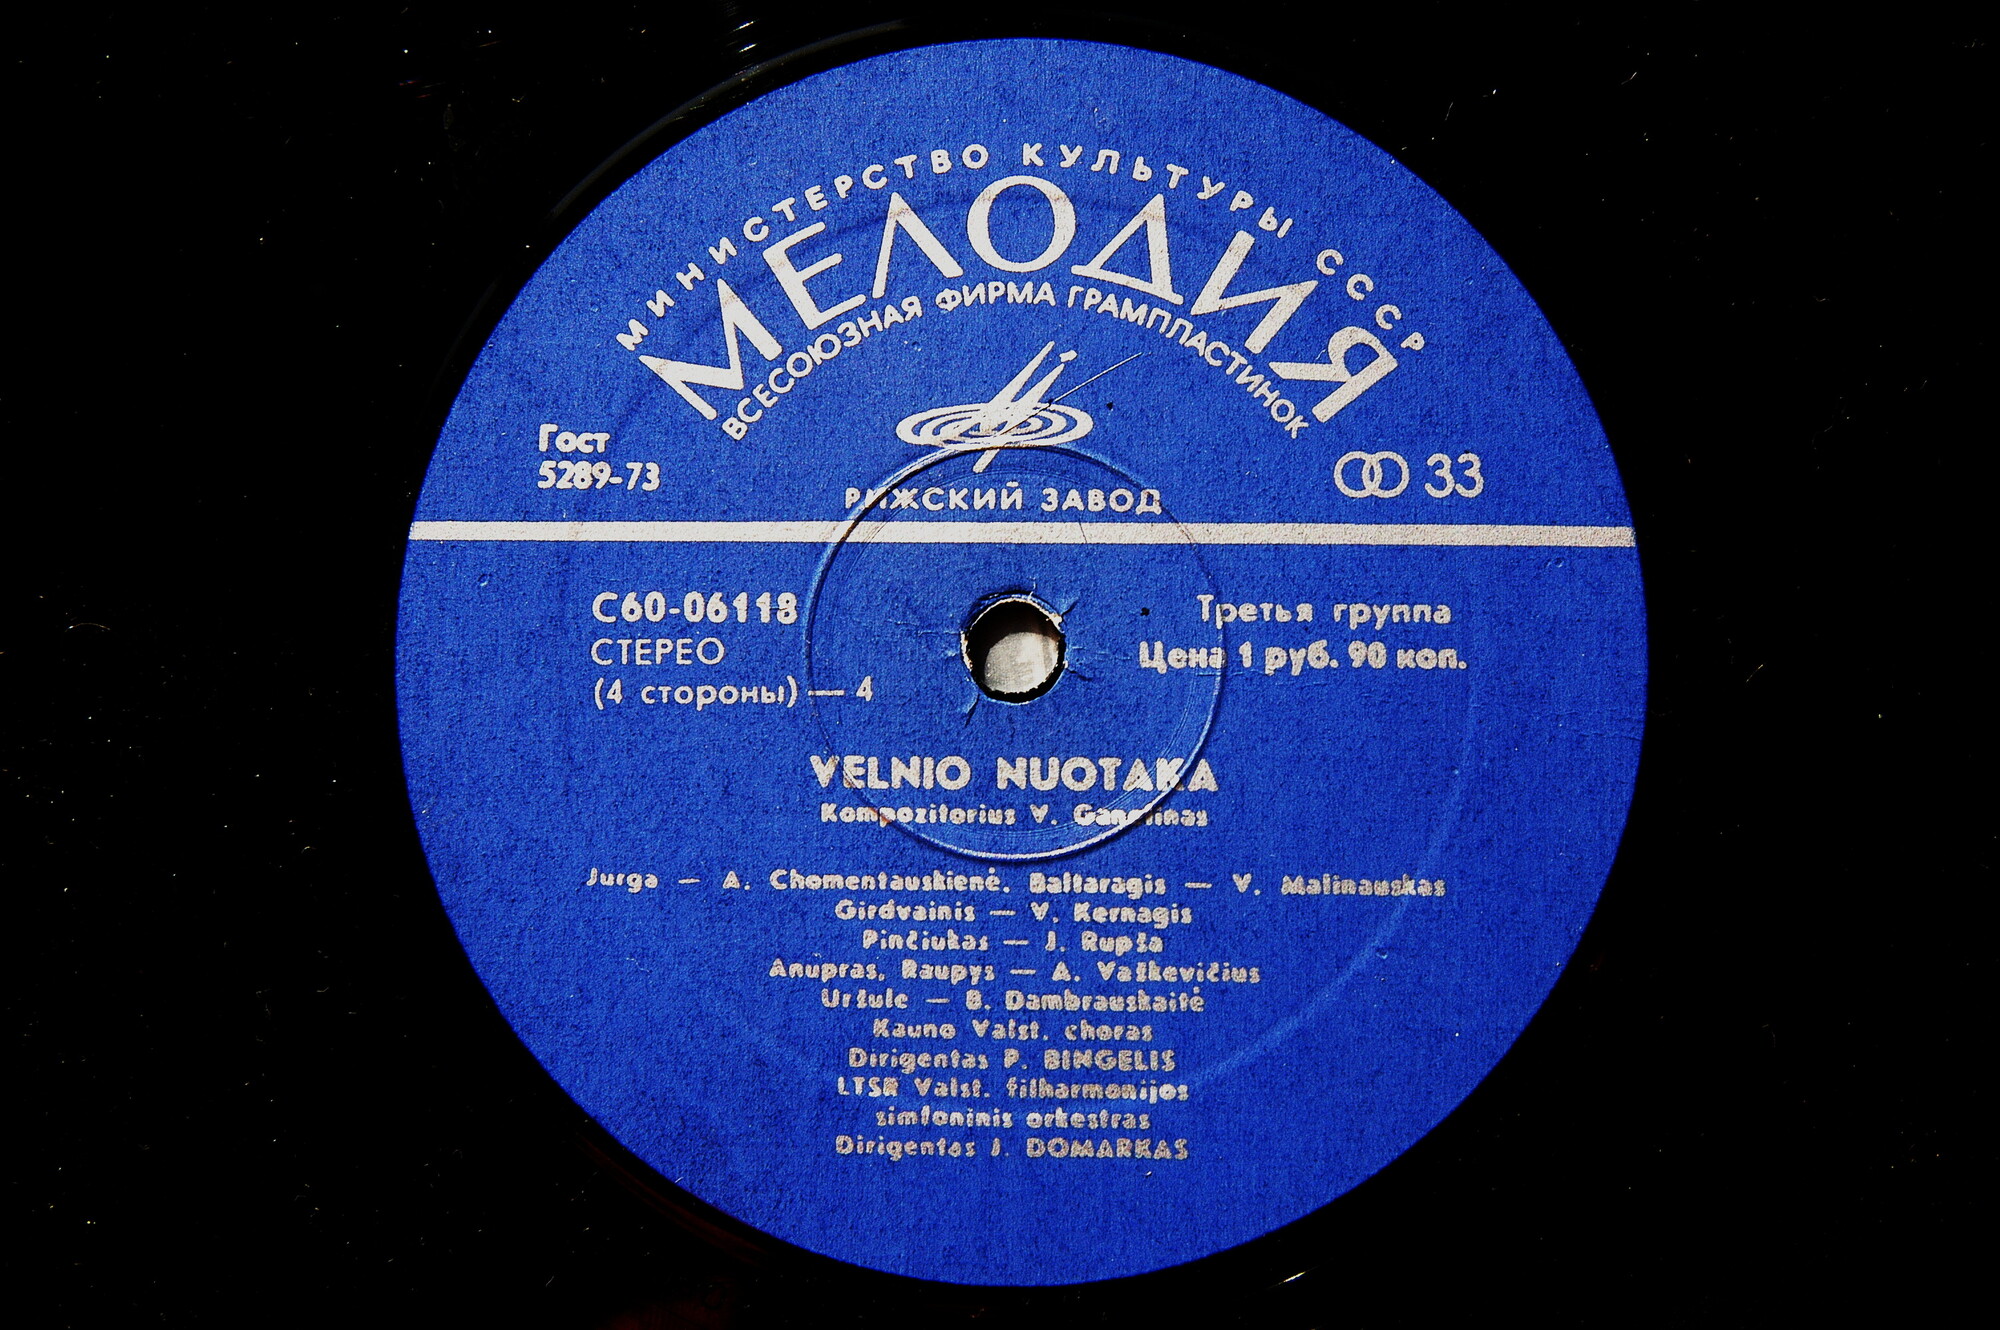 МИНИСТЕРСТВО КУЛЬТУРЫ СССР
МЕЛОДИЯ
ВСЕСОЮЗНАЯ ФИРМА ГРАМПЛАСТИНОК
Гост
5289-73
33
РИЖСКИЙ ЗАВОД
С60-06118
СТЕРЕО
(4 стороны) — 4
Третья группа
Цена 1 руб. 90 коп.
VELNIO NUOTAKA
Kompozitorius V. Ganelinas
Jurga — A. Chomentauskienė. Baltaragis — V. Malinauskas
Girdvainis — V. Kernagis
Pinčiukas — J. Rupša
Anupras, Raupys — A. Vaškevičius
Uršule — B. Dambrauskaitė
Kauno Valst. choras
Dirigentas P. BINGELIS
LTSR Valst. filharmonijos
simfoninis orkestras
Dirigentas J. DOMARKAS